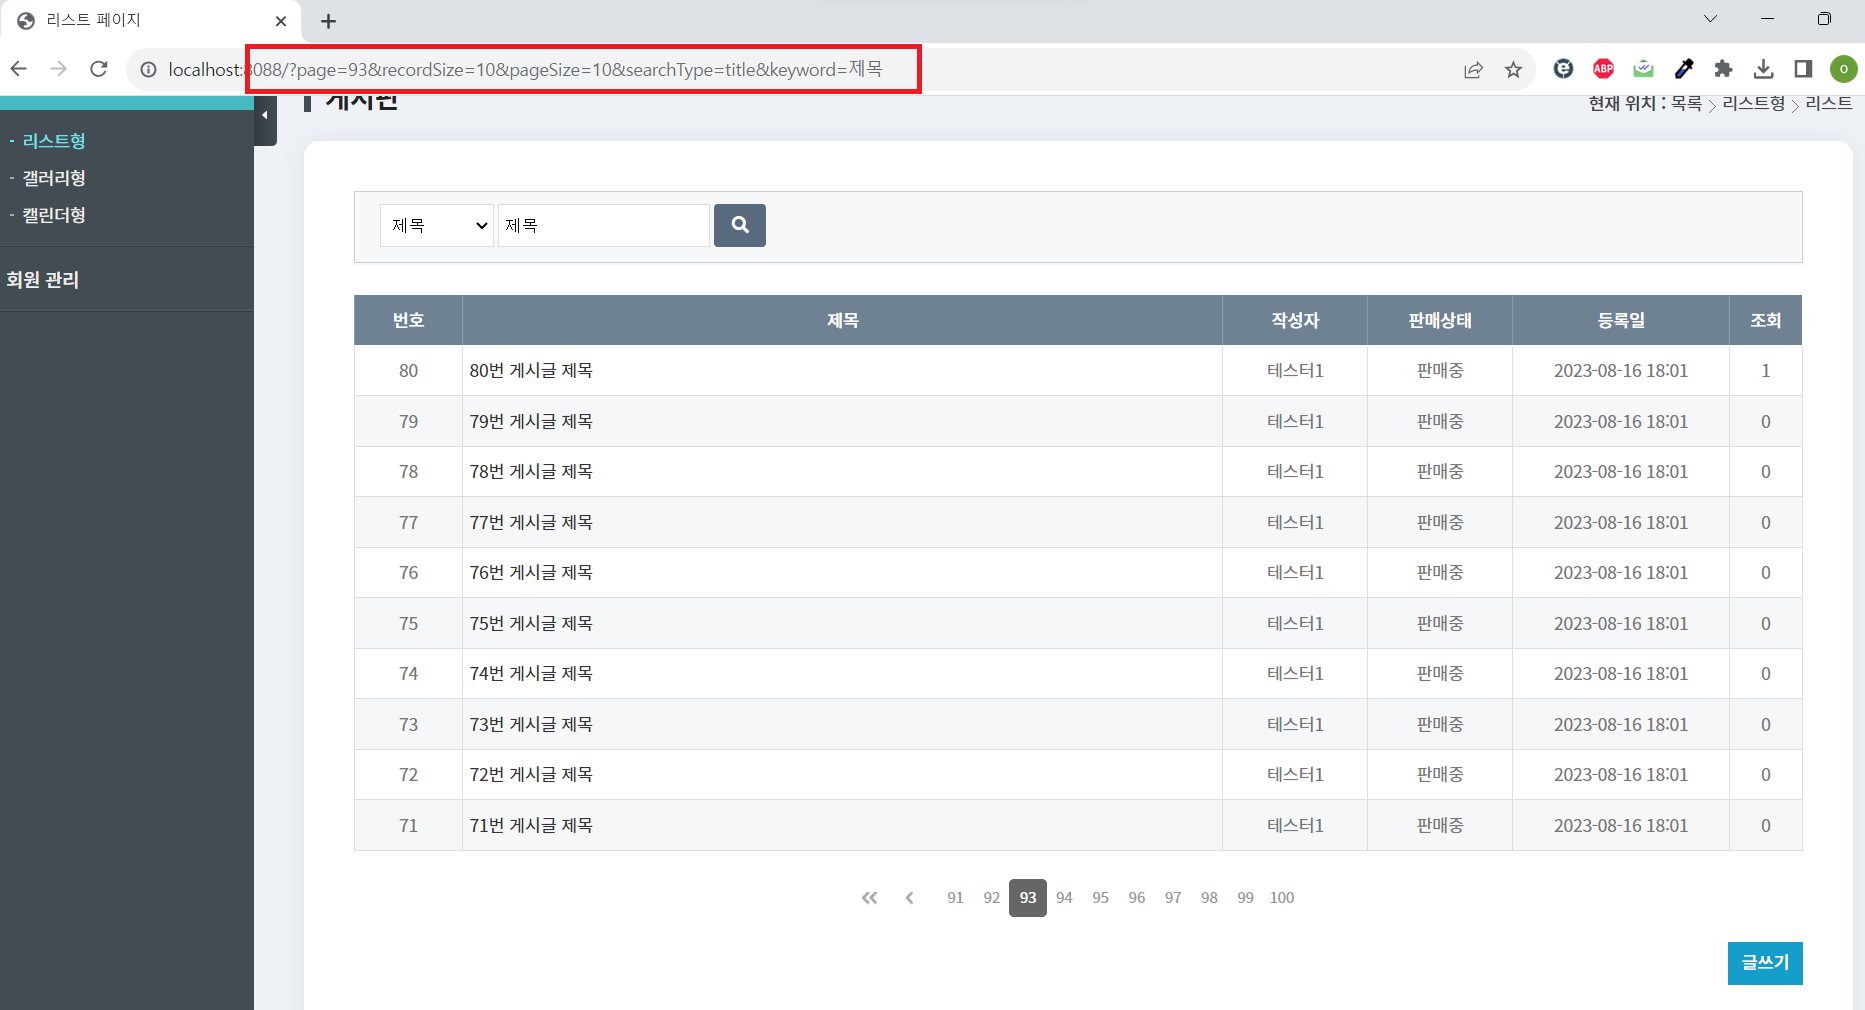 리스트 페이지
localhost:8088/?page=93&recordSize=10&pageSize=10&searchType=title&keyword=제목
ABP
o
게시판
현재 위치 : 목록 > 리스트형 > 리스트
- 리스트형
- 갤러리형
- 캘린더형
회원 관리
제목 제목
번호 제목 작성자 판매상태 등록일 조회
80 80번 게시글 제목 테스터1 판매중 2023-08-16 18:01 1
79 79번 게시글 제목 테스터1 판매중 2023-08-16 18:01 0
78 78번 게시글 제목 테스터1 판매중 2023-08-16 18:01 0
77 77번 게시글 제목 테스터1 판매중 2023-08-16 18:01 0
76 76번 게시글 제목 테스터1 판매중 2023-08-16 18:01 0
75 75번 게시글 제목 테스터1 판매중 2023-08-16 18:01 0
74 74번 게시글 제목 테스터1 판매중 2023-08-16 18:01 0
73 73번 게시글 제목 테스터1 판매중 2023-08-16 18:01 0
72 72번 게시글 제목 테스터1 판매중 2023-08-16 18:01 0
71 71번 게시글 제목 테스터1 판매중 2023-08-16 18:01 0
91 92 93 94 95 96 97 98 99 100
글쓰기